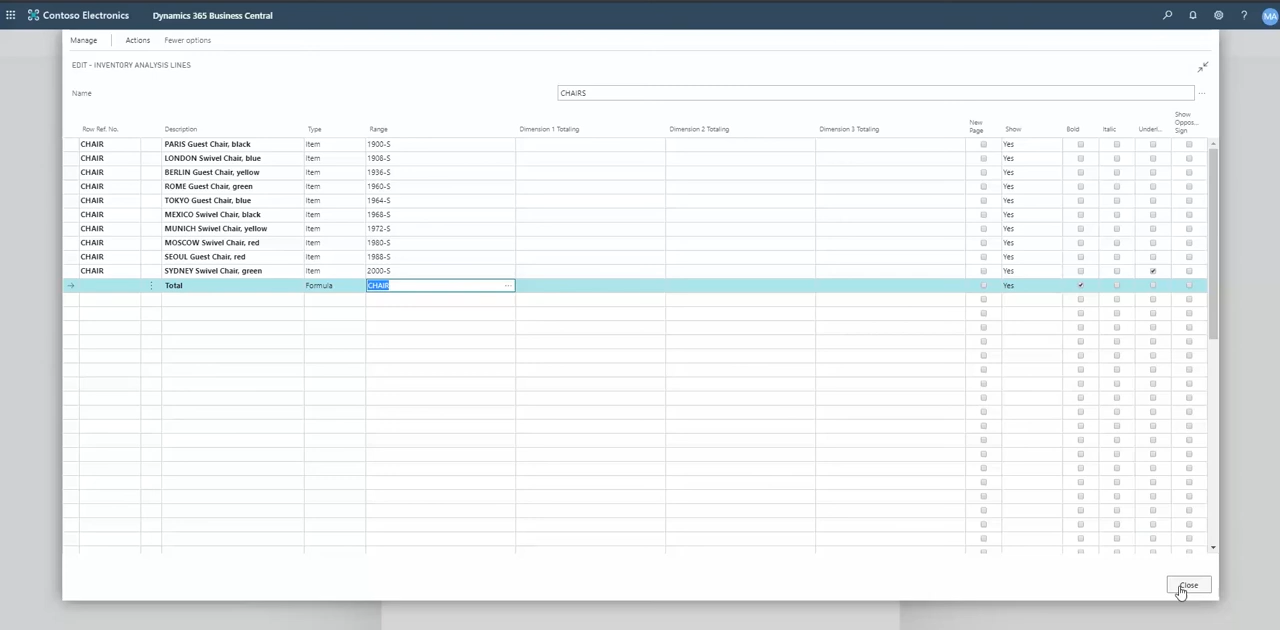 Contoso Electronics Dynamics 365 Business Central ? MA
Manage Actions Fewer options
EDIT - INVENTORY ANALYSIS LINES
Name CHAIRS ...
Row Ref. No. Description Type Range Dimension 1 Totaling Dimension 2 Totaling Dimension 3 Totaling New Page Show Bold Italic Underl... Show Oppos... Sign
CHAIR PARIS Guest Chair, black Item 1900-S Yes
CHAIR LONDON Swivel Chair, blue Item 1908-S Yes
CHAIR BERLIN Guest Chair, yellow Item 1936-S Yes
CHAIR ROME Guest Chair, green Item 1960-S Yes
CHAIR TOKYO Guest Chair, blue Item 1964-S Yes
CHAIR MEXICO Swivel Chair, black Item 1968-S Yes
CHAIR MUNICH Swivel Chair, yellow Item 1972-S Yes
CHAIR MOSCOW Swivel Chair, red Item 1980-S Yes
CHAIR SEOUL Guest Chair, red Item 1988-S Yes
CHAIR SYDNEY Swivel Chair, green Item 2000-S Yes
Total Formula CHAIR ... Yes
Close